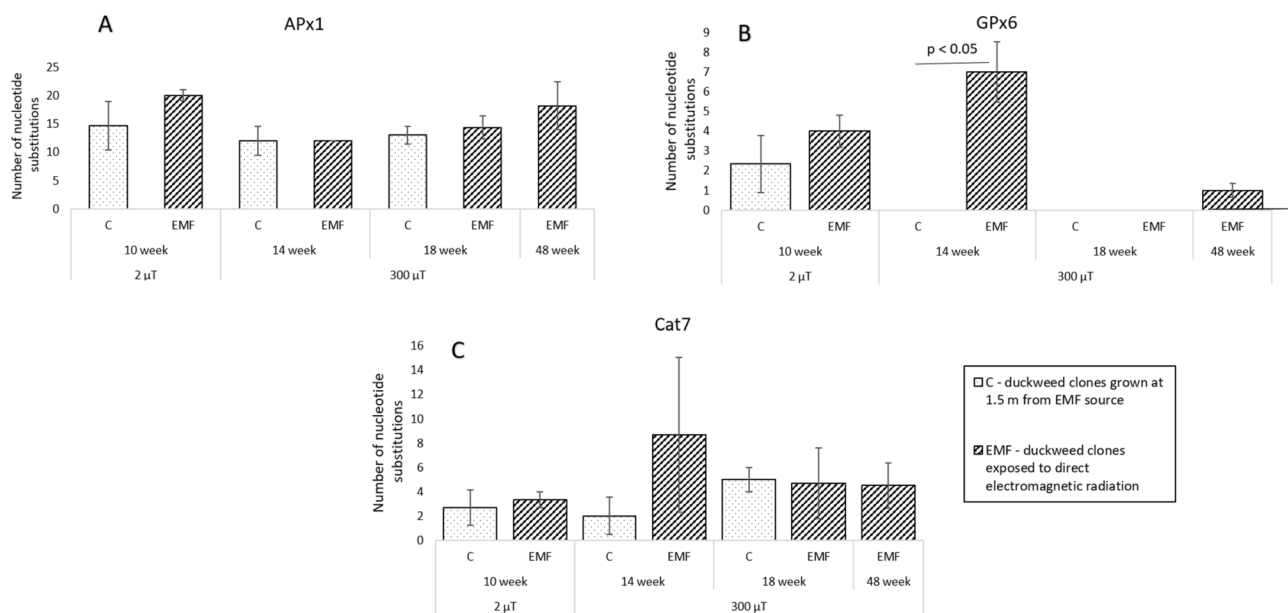 A
APx1
Number of nucleotide
substitutions
25
20
15
10
5
0
C
EMF
C
EMF
C
EMF
EMF
10 week
14 week
18 week
48 week
2 µT
300 µT
GPx6
B
p < 0.05
Number of nucleotide
substitutions
9
8
7
6
5
4
3
2
1
0
C
EMF
C
EMF
C
EMF
EMF
10 week
14 week
18 week
48 week
2 µT
300 µT
Cat7
C
Number of nucleotide
substitutions
16
14
12
10
8
6
4
2
0
C
EMF
C
EMF
C
EMF
EMF
10 week
14 week
18 week
48 week
2 µT
300 µT
C - duckweed clones grown at
1.5 m from EMF source
EMF - duckweed clones
exposed to direct
electromagnetic radiation